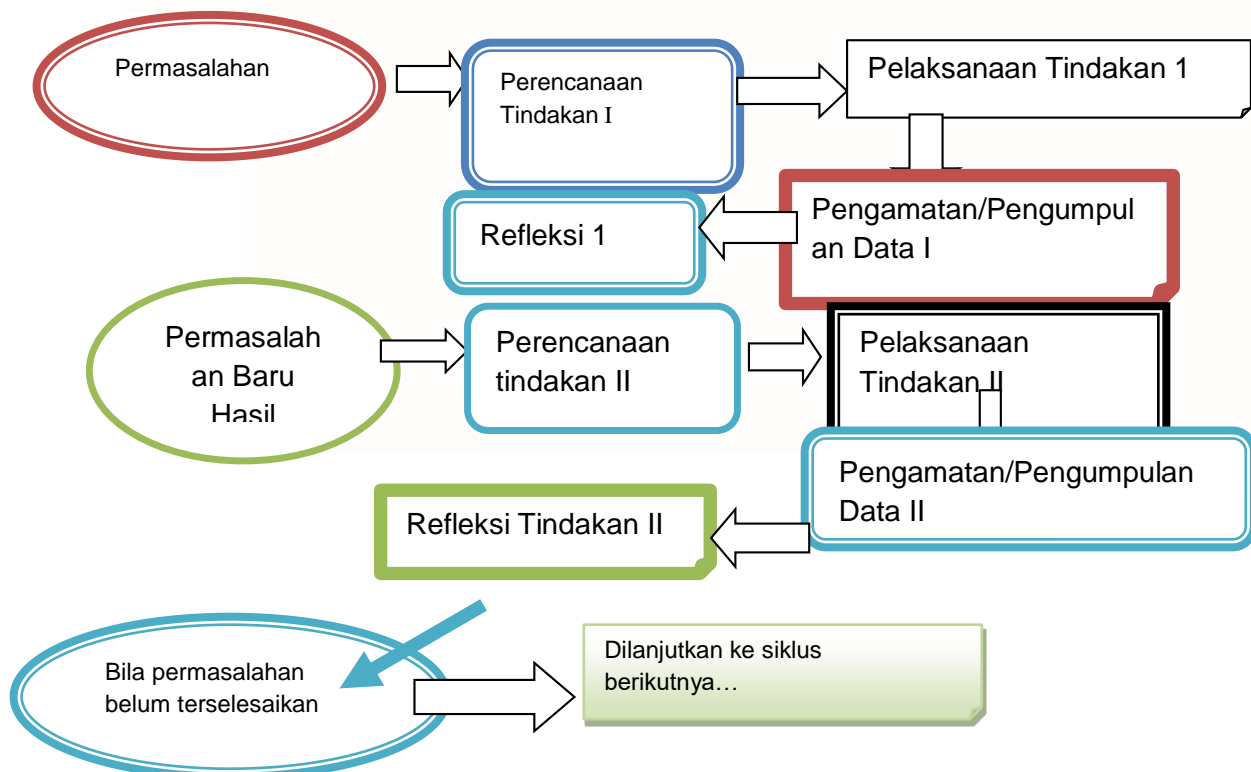 Permasalahan
Perencanaan
Tindakan I
Pelaksanaan Tindakan 1
Pengamatan/Pengumpul
an Data I
Refleksi 1
Permasalah
an Baru
Hasil
Perencanaan
tindakan II
Pelaksanaan
Tindakan II
Pengamatan/Pengumpulan
Data II
Refleksi Tindakan II
Bila permasalahan
belum terselesaikan
Dilanjutkan ke siklus
berikutnya…